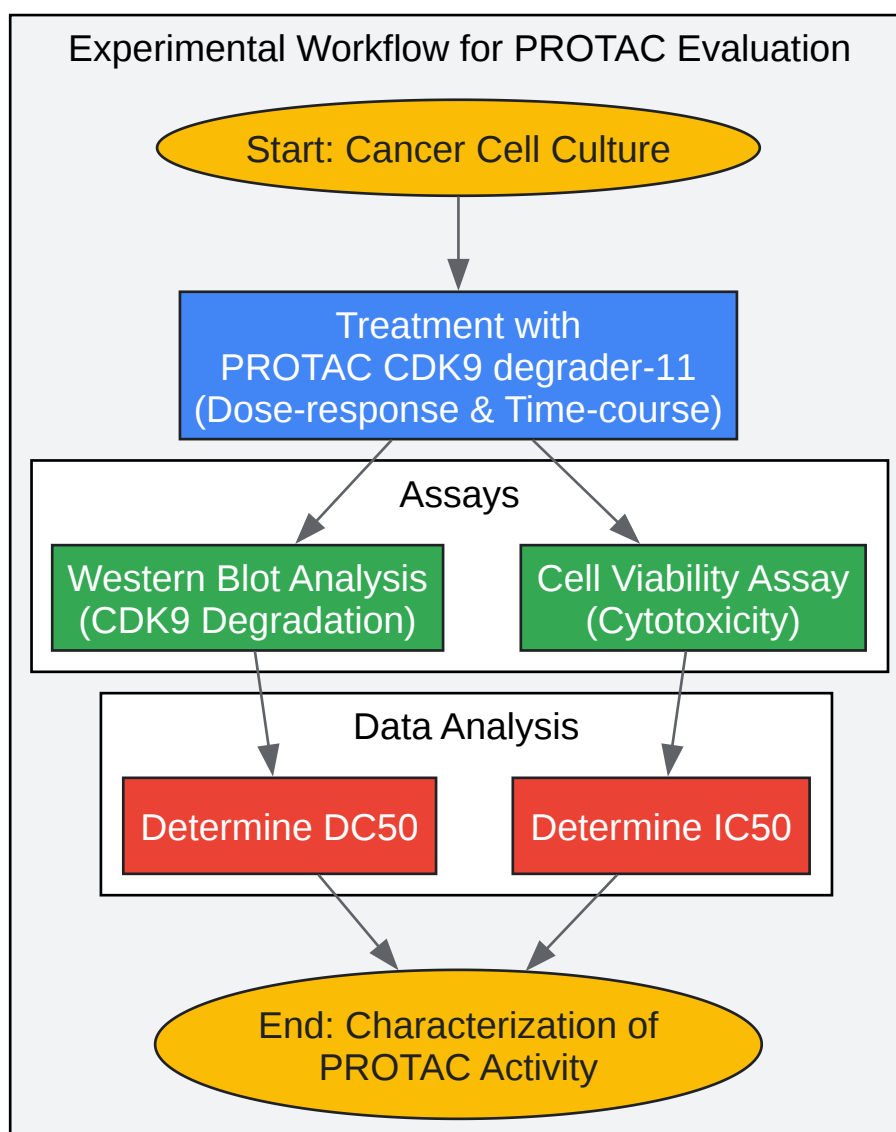 Experimental Workflow for PROTAC Evaluation
Start: Cancer Cell Culture
Treatment with
PROTAC CDK9 degrader-11
(Dose-response & Time-course)
Assays
Western Blot Analysis
(CDK9 Degradation)
Cell Viability Assay
(Cytotoxicity)
Data Analysis
Determine DC50
Determine IC50
End: Characterization of
PROTAC Activity